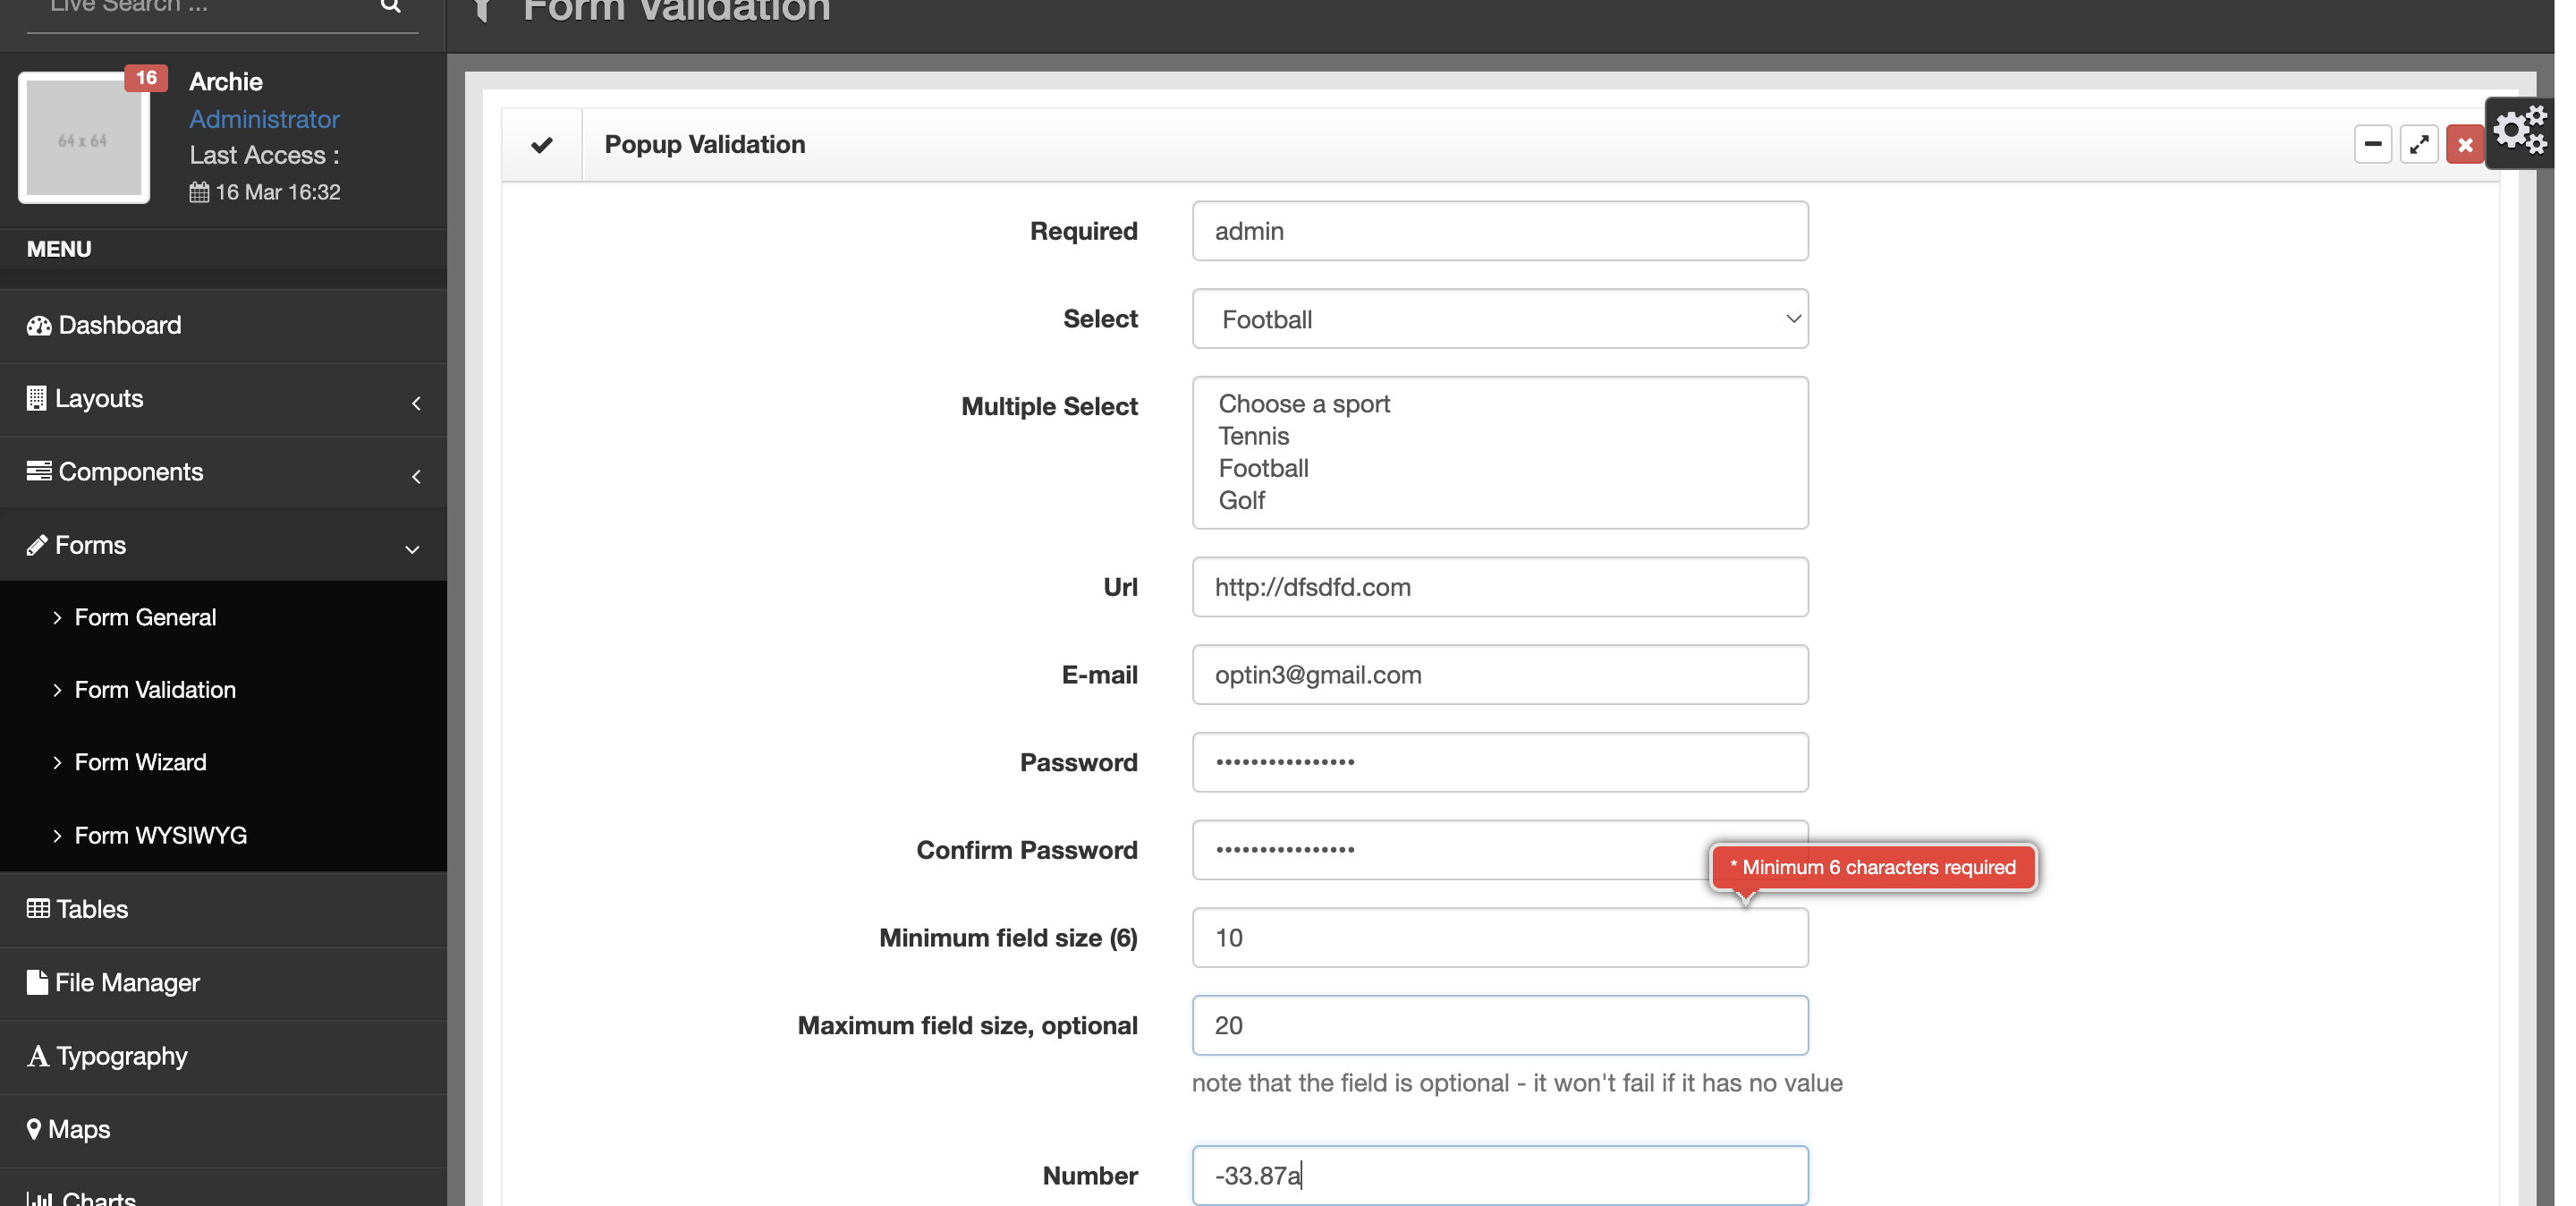 Live Search ...
Form Validation
16
Archie
Administrator
Last Access :
16 Mar 16:32
64 x 64
MENU
Dashboard
Layouts
Components
Forms
Form General
Form Validation
Form Wizard
Form WYSIWYG
Tables
File Manager
Typography
Maps
Charts
Popup Validation
Required
admin
Select
Football
Multiple Select
Choose a sport
Tennis
Football
Golf
Url
http://dfsdfd.com
E-mail
optin3@gmail.com
Password
••••••••••••••••
Confirm Password
••••••••••••••••
* Minimum 6 characters required
Minimum field size (6)
10
Maximum field size, optional
20
note that the field is optional - it won't fail if it has no value
Number
-33.87a